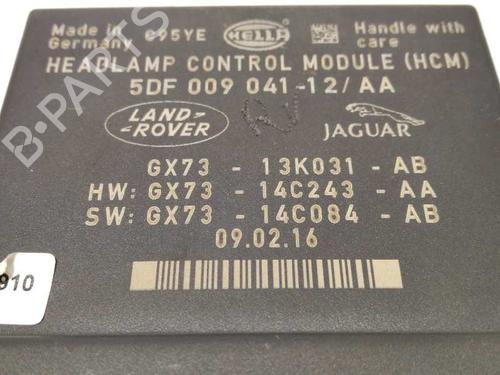 Made in Germany C95YE HELLA Handle with care
HEADLAMP CONTROL MODULE (HCM)
5DF 009 041-12/AA
LAND ROVER JAGUAR
GX73 - 13K031 - AB
HW: GX73 - 14C243 - AA
SW: GX73 - 14C084 - AB
09.02.16
910
B-PARTS